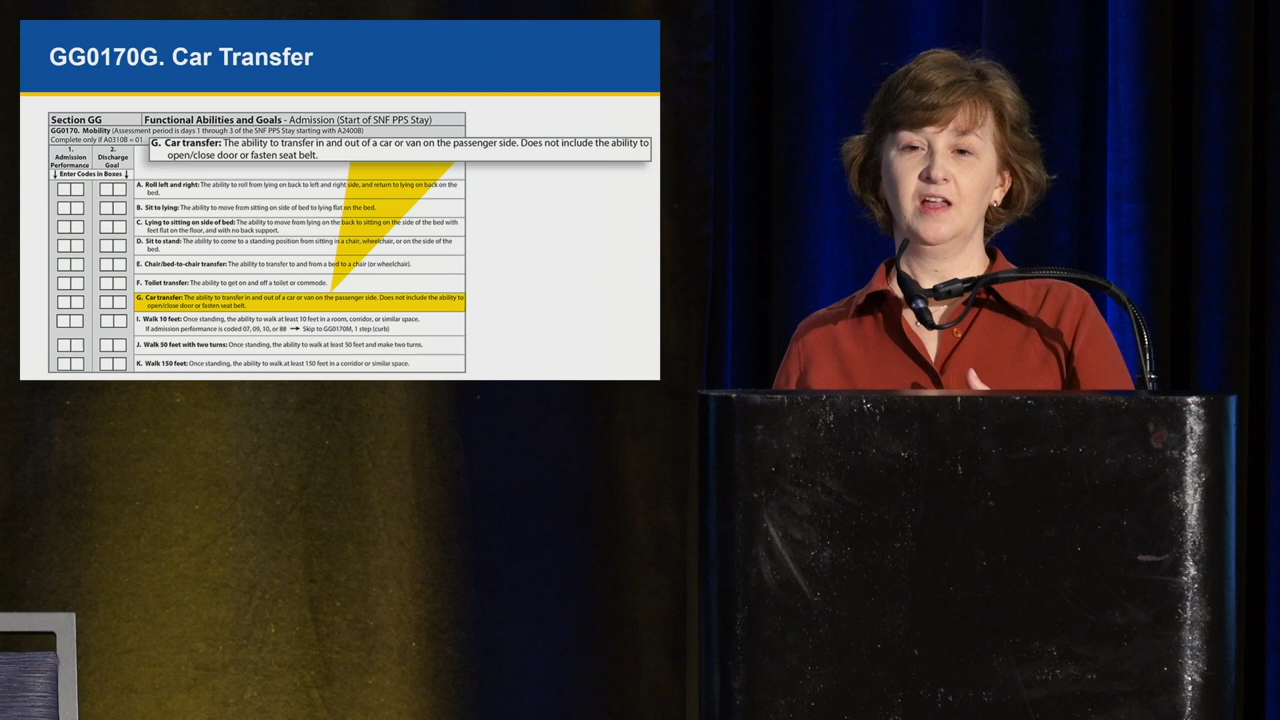 GG0170G. Car Transfer
Section GG
Functional Abilities and Goals - Admission (Start of SNF PPS Stay)
GG0170. Mobility (Assessment period is days 1 through 3 of the SNF PPS Stay starting with A2400B)
Complete only if A0310B = 01
G. Car transfer: The ability to transfer in and out of a car or van on the passenger side. Does not include the ability to
open/close door or fasten seat belt.
1.
Admission
Performance
2.
Discharge
Goal
↓ Enter Codes in Boxes ↓
A. Roll left and right: The ability to roll from lying on back to left and right side, and return to lying on back on the
bed.
B. Sit to lying: The ability to move from sitting on side of bed to lying flat on the bed.
C. Lying to sitting on side of bed: The ability to move from lying on the back to sitting on the side of the bed with
feet flat on the floor, and with no back support.
D. Sit to stand: The ability to come to a standing position from sitting in a chair, wheelchair, or on the side of the
bed.
E. Chair/bed-to-chair transfer: The ability to transfer to and from a bed to a chair (or wheelchair).
F. Toilet transfer: The ability to get on and off a toilet or commode.
G. Car transfer: The ability to transfer in and out of a car or van on the passenger side. Does not include the ability to
open/close door or fasten seat belt.
I. Walk 10 feet: Once standing, the ability to walk at least 10 feet in a room, corridor, or similar space.
If admission performance is coded 07, 09, 10, or 88 → Skip to GG0170M, 1 step (curb)
J. Walk 50 feet with two turns: Once standing, the ability to walk at least 50 feet and make two turns.
K. Walk 150 feet: Once standing, the ability to walk at least 150 feet in a corridor or similar space.